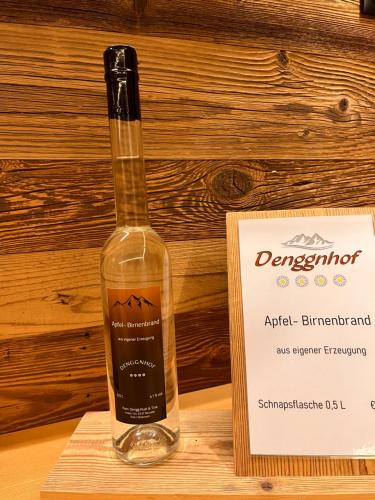 Apfel- Birnenbrand
aus eigener Erzeugung
DENGGNHOF
Denggnhof
Apfel- Birnenbrand
aus eigener Erzeugung
Schnapsflasche 0,5 L €